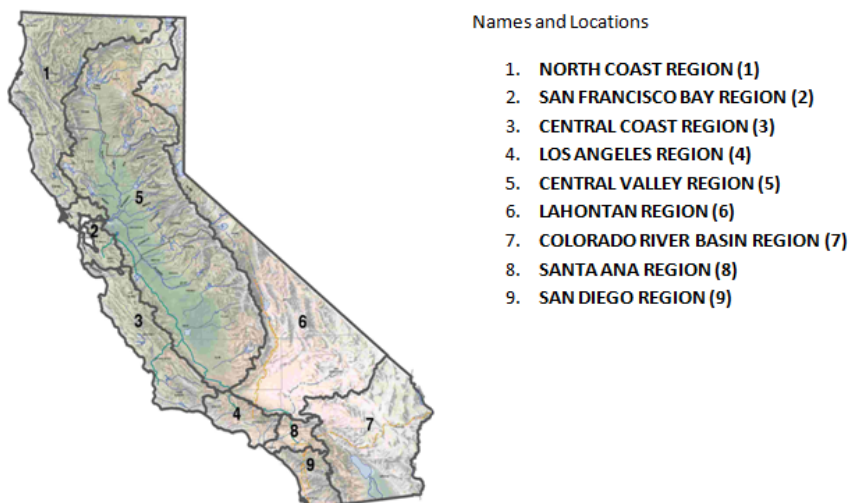 Names and Locations
1. NORTH COAST REGION (1)
2. SAN FRANCISCO BAY REGION (2)
3. CENTRAL COAST REGION (3)
4. LOS ANGELES REGION (4)
5. CENTRAL VALLEY REGION (5)
6. LAHONTAN REGION (6)
7. COLORADO RIVER BASIN REGION (7)
8. SANTA ANA REGION (8)
9. SAN DIEGO REGION (9)
1
5
2
3
6
4
7
8
9